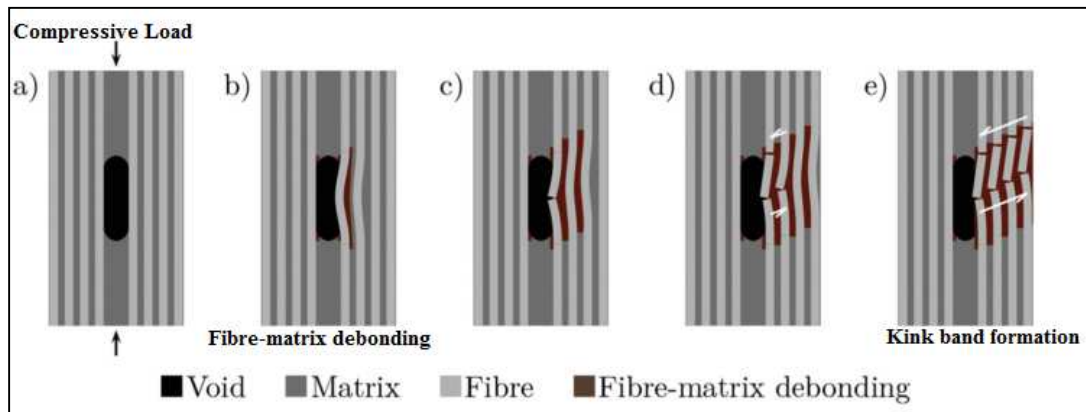 Compressive Load
a)
b)
c)
d)
e)
Fibre-matrix debonding
Kink band formation
Void
Matrix
Fibre
Fibre-matrix debonding